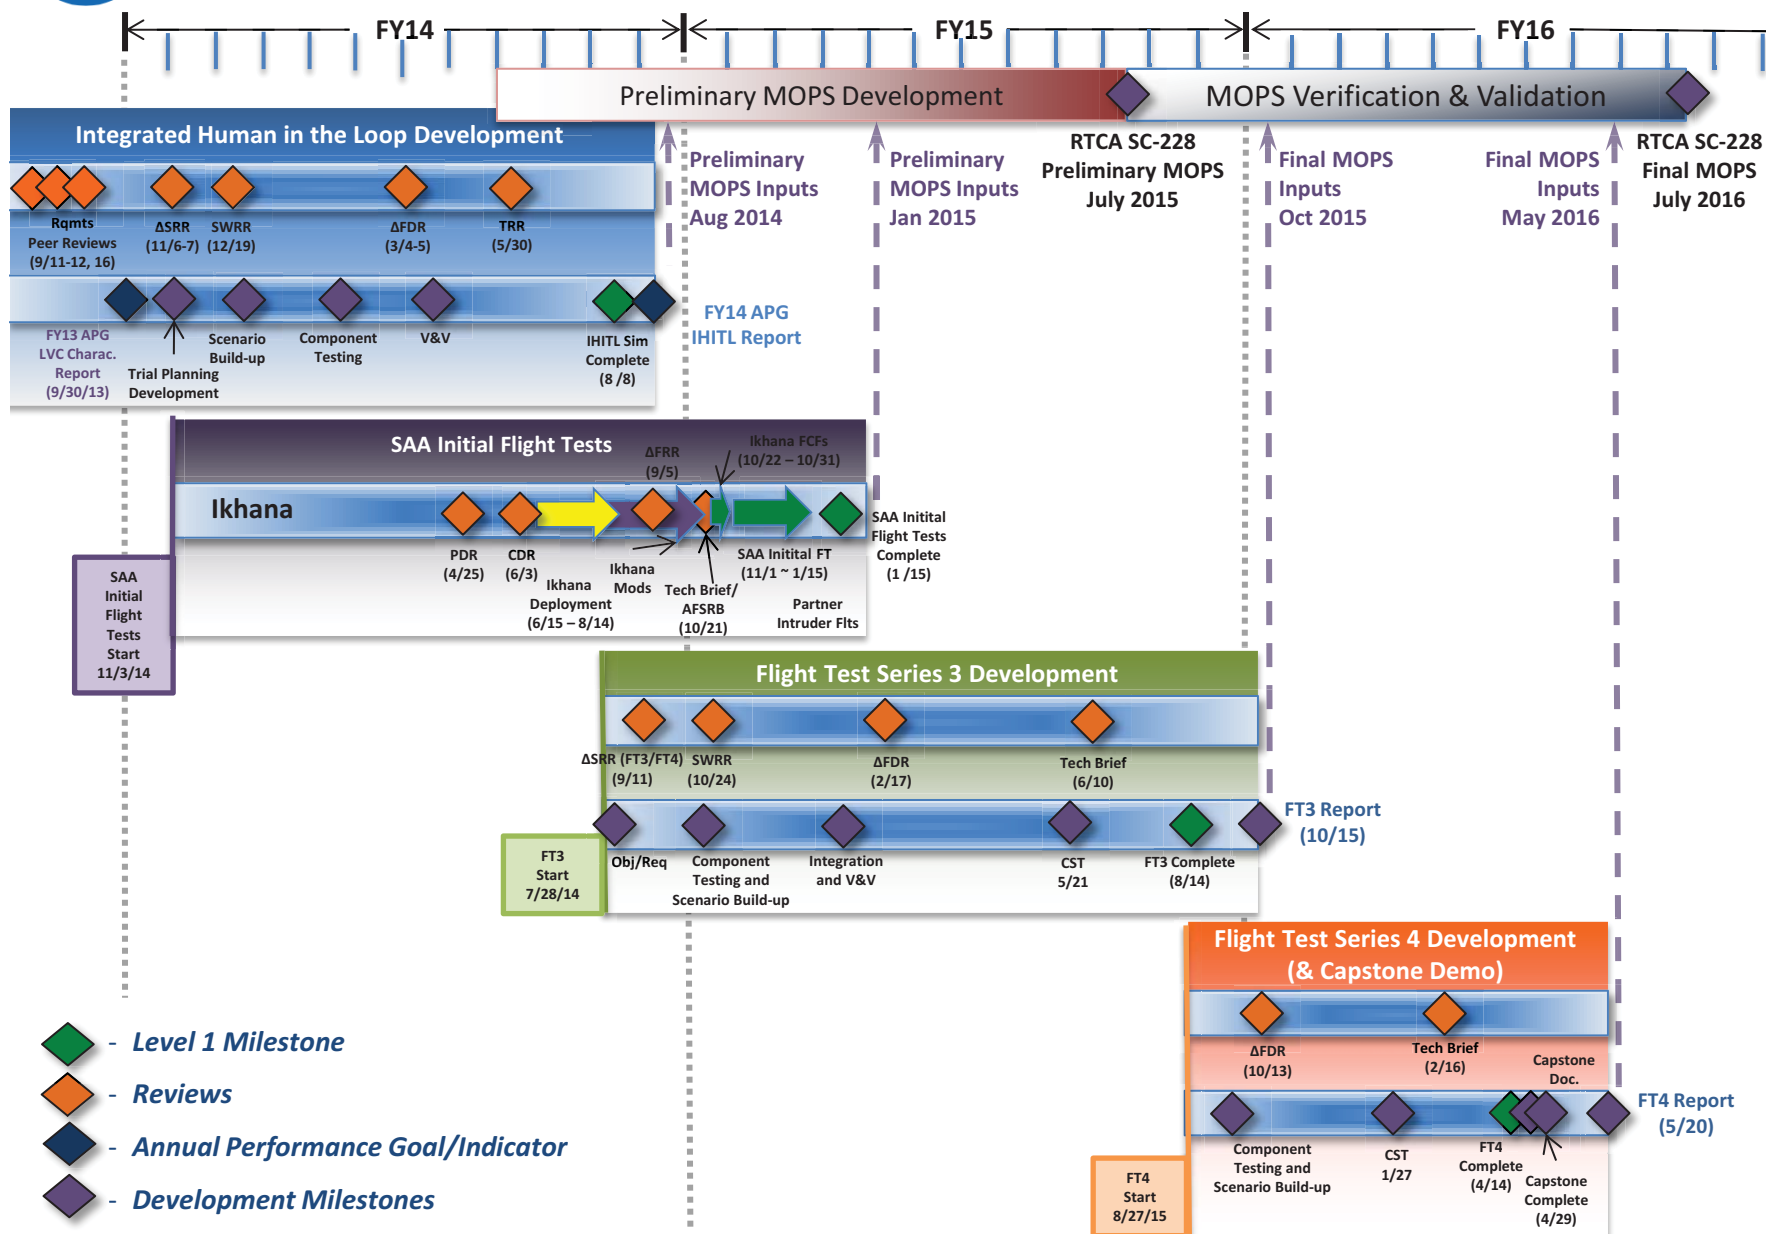 FY14
FY15
FY16
Preliminary MOPS Development
MOPS Verification & Validation
Integrated Human in the Loop Development
Rqmts
Peer Reviews
(9/11-12, 16)
ΔSRR
(11/6-7)
SWRR
(12/19)
ΔFDR
(3/4-5)
TRR
(5/30)
Preliminary
MOPS Inputs
Aug 2014
Preliminary
MOPS Inputs
Jan 2015
RTCA SC-228
Preliminary MOPS
July 2015
Final MOPS
Inputs
Oct 2015
Final MOPS
Inputs
May 2016
RTCA SC-228
Final MOPS
July 2016
FY13 APG
LVC Charac.
Report
(9/30/13)
Trial Planning
Development
Scenario
Build-up
Component
Testing
V&V
IHITL Sim
Complete
(8 /8)
FY14 APG
IHITL Report
SAA Initial Flight Tests
ΔFRR
(9/5)
Ikhana FCFs
(10/22 – 10/31)
Ikhana
PDR
(4/25)
CDR
(6/3)
Ikhana
Deployment
(6/15 – 8/14)
Ikhana
Mods
Tech Brief/
AFSRB
(10/21)
SAA Initital FT
(11/1 ~ 1/15)
Partner
Intruder Flts
SAA Initital
Flight Tests
Complete
(1 /15)
SAA
Initial
Flight
Tests
Start
11/3/14
Flight Test Series 3 Development
ΔSRR (FT3/FT4)
(9/11)
SWRR
(10/24)
ΔFDR
(2/17)
Tech Brief
(6/10)
FT3
Start
7/28/14
Obj/Req
Component
Testing and
Scenario Build-up
Integration
and V&V
CST
5/21
FT3 Complete
(8/14)
FT3 Report
(10/15)
Flight Test Series 4 Development
(& Capstone Demo)
ΔFDR
(10/13)
Tech Brief
(2/16)
Capstone
Doc.
FT4
Start
8/27/15
Component
Testing and
Scenario Build-up
CST
1/27
FT4
Complete
(4/14)
Capstone
Complete
(4/29)
FT4 Report
(5/20)
- Level 1 Milestone
- Reviews
- Annual Performance Goal/Indicator
- Development Milestones